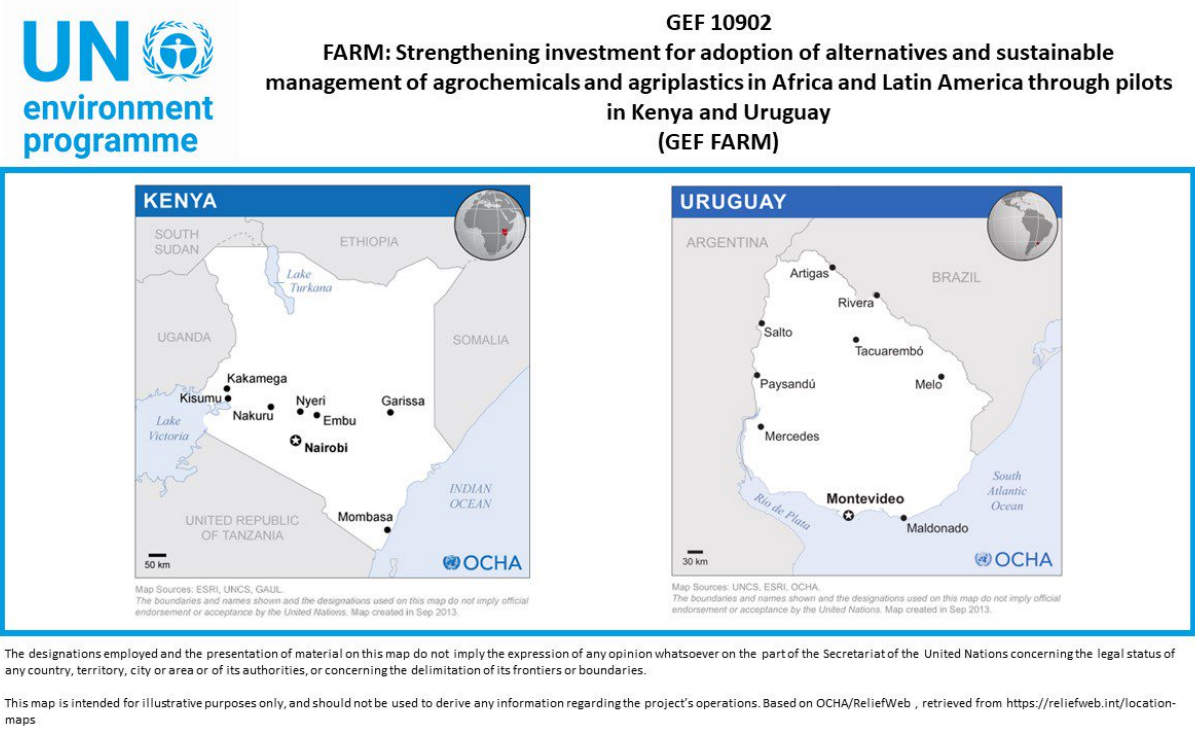 UN
environment
programme
GEF 10902
FARM: Strengthening investment for adoption of alternatives and sustainable
management of agrochemicals and agriplastics in Africa and Latin America through pilots
in Kenya and Uruguay
(GEF FARM)
KENYA
SOUTH
SUDAN
ETHIOPIA
Lake
Turkana
UGANDA
SOMALIA
Kakamega
Kisumu
Nakuru
Nyeri
Embu
Garissa
Lake
Victoria
Nairobi
INDIAN
OCEAN
Mombasa
UNITED REPUBLIC
OF TANZANIA
50 km
OCHA
Map Sources: ESRI, UNCS, GAUL.
The boundaries and names shown and the designations used on this map do not imply official
endorsement or acceptance by the United Nations. Map created in Sep 2013.
URUGUAY
ARGENTINA
Artigas
BRAZIL
Rivera
Salto
Tacuarembó
Paysandú
Melo
Mercedes
South
Atlantic
Ocean
Montevideo
Rio de Plata
Maldonado
30 km
OCHA
Map Sources: UNCS, ESRI, OCHA.
The boundaries and names shown and the designations used on this map do not imply official
endorsement or acceptance by the United Nations. Map created in Sep 2013.
The designations employed and the presentation of material on this map do not imply the expression of any opinion whatsoever on the part of the Secretariat of the United Nations concerning the legal status of
any country, territory, city or area or of its authorities, or concerning the delimitation of its frontiers or boundaries.
This map is intended for illustrative purposes only, and should not be used to derive any information regarding the project's operations. Based on OCHA/ReliefWeb , retrieved from https://reliefweb.int/location-
maps